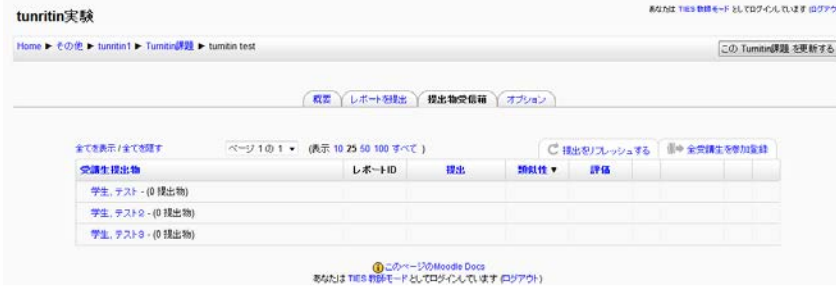 tunritin実験
あなたは TIES 教師モード としてログインしています (ログアウ
Home ► その他 ► tunritin1 ► Turnitin課題 ► turnitin test
この Turnitin課題 を更新する
概要 レポートを提出 提出物受信箱 オプション
全てを表示 / 全てを隠す ページ 1 の 1 ▼ (表示 10 25 50 100 すべて ) 提出をリフレッシュする 全受講生を参加登録
受講生提出物 レポートID 提出 類似性 ▼ 評価
学生, テスト - (0 提出物)
学生, テスト2 - (0 提出物)
学生, テスト3 - (0 提出物)
このページのMoodle Docs
あなたは TIES 教師モード としてログインしています (ログアウト)